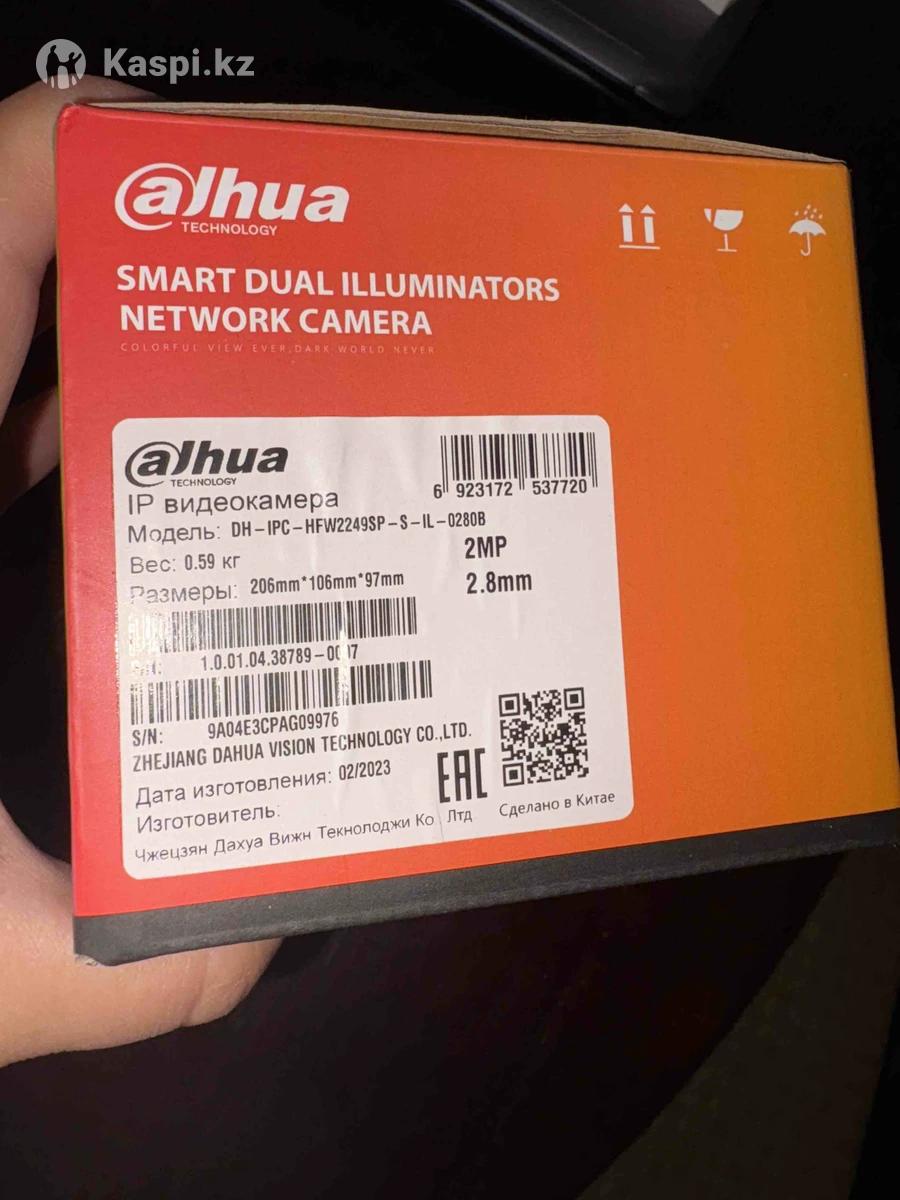 Kaspi.kz
alhua
TECHNOLOGY
SMART DUAL ILLUMINATORS
NETWORK CAMERA
COLORFUL VIEW EVER,DARK WORLD NEVER
alhua
TECHNOLOGY
6 923172 537720
IP видеокамера
Модель: DH-IPC-HFW2249SP-S-IL-0280B
Вес: 0.59 кг
2MP
Размеры: 206mm*106mm*97mm
2.8mm
1.0.01.04.38789-00
S/N: 9A04E3CPAG09976
ZHEJIANG DAHUA VISION TECHNOLOGY CO.,LTD.
Дата изготовления: 02/2023
EAC
Изготовитель:
Сделано в Китае
Чжецзян Дахуа Вижн Текнолоджи Ко Лтд